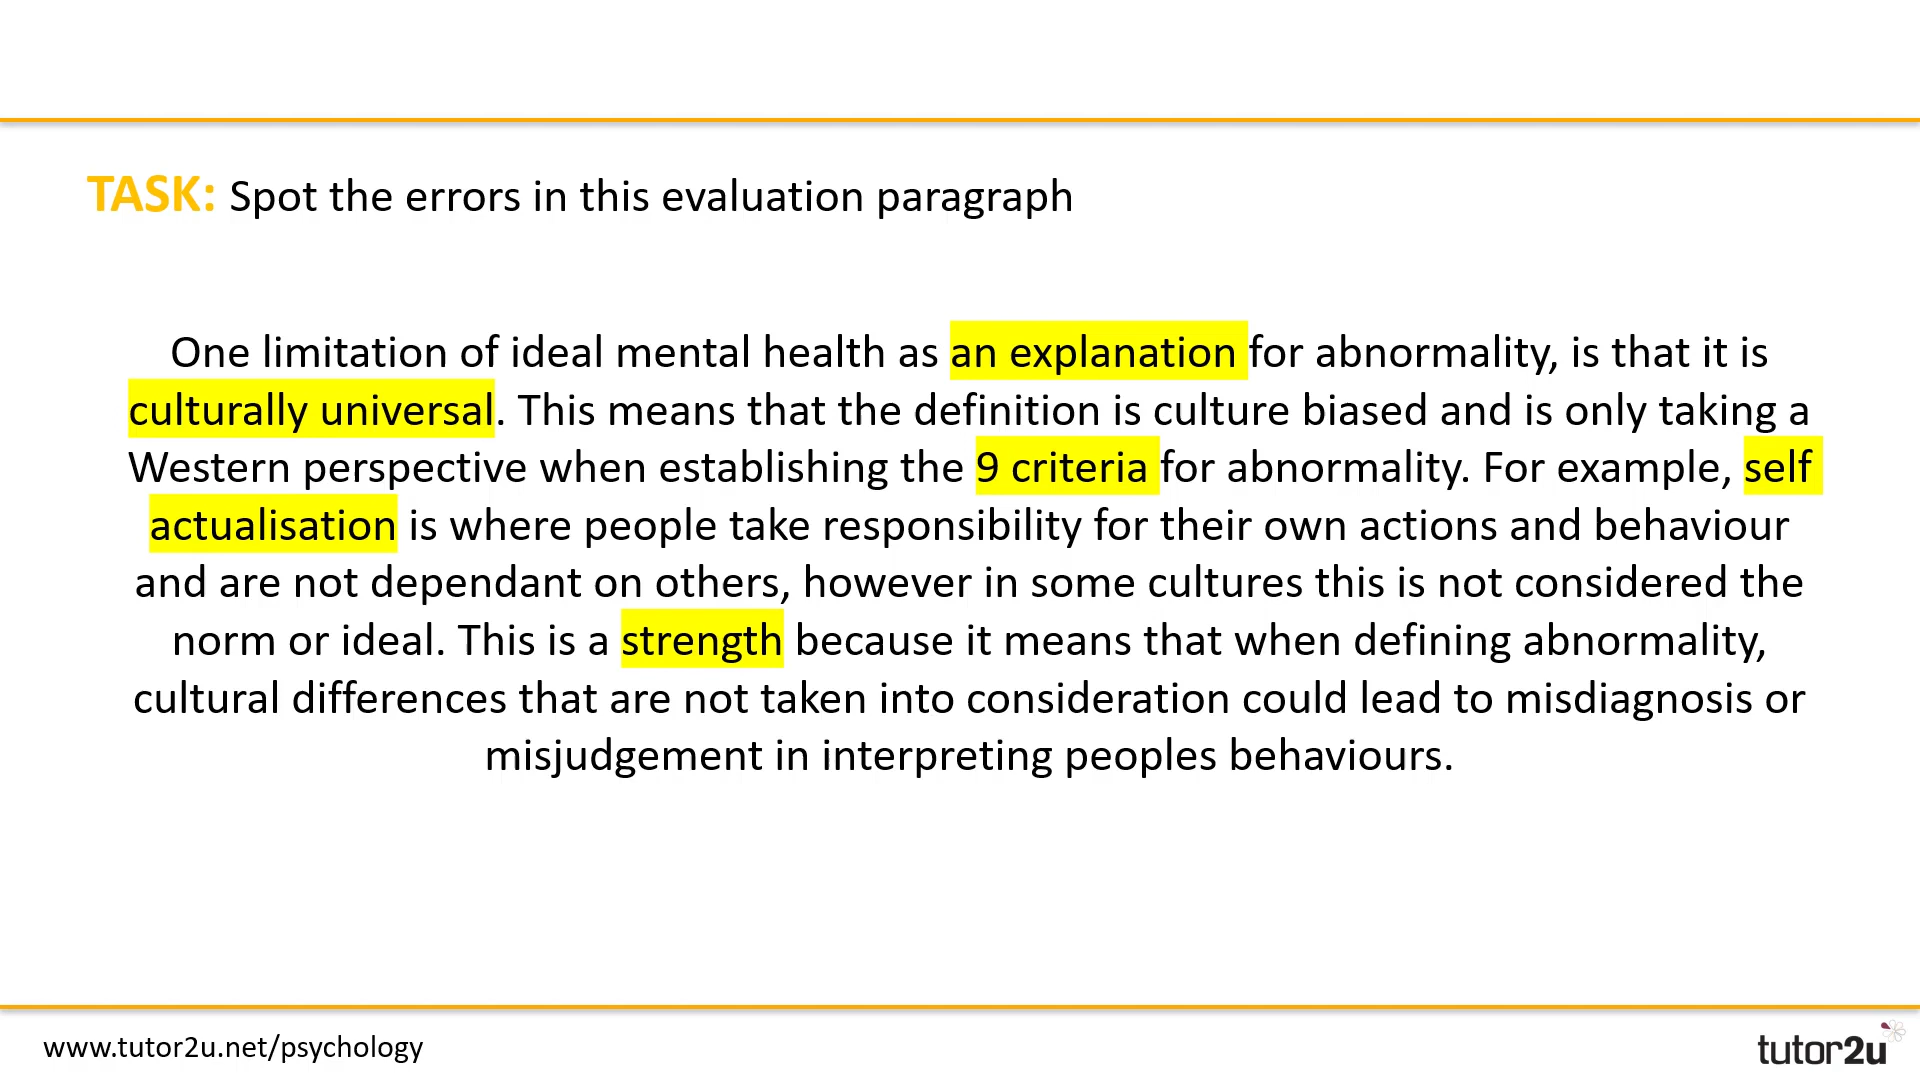 TASK: Spot the errors in this evaluation paragraph
One limitation of ideal mental health as an explanation for abnormality, is that it is
culturally universal. This means that the definition is culture biased and is only taking a
Western perspective when establishing the 9 criteria for abnormality. For example, self
actualisation is where people take responsibility for their own actions and behaviour
and are not dependant on others, however in some cultures this is not considered the
norm or ideal. This is a strength because it means that when defining abnormality,
cultural differences that are not taken into consideration could lead to misdiagnosis or
misjudgement in interpreting peoples behaviours.
www.tutor2u.net/psychology
tutor2u